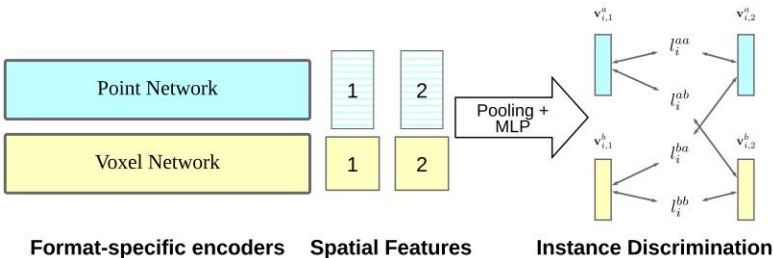 v^a_{i,1}
v^a_{i,2}
l^{aa}_i
Point Network
1
2
l^{ab}_i
Pooling +
MLP
v^b_{i,1}
v^b_{i,2}
Voxel Network
1
2
l^{ba}_i
l^{bb}_i
Format-specific encoders
Spatial Features
Instance Discrimination